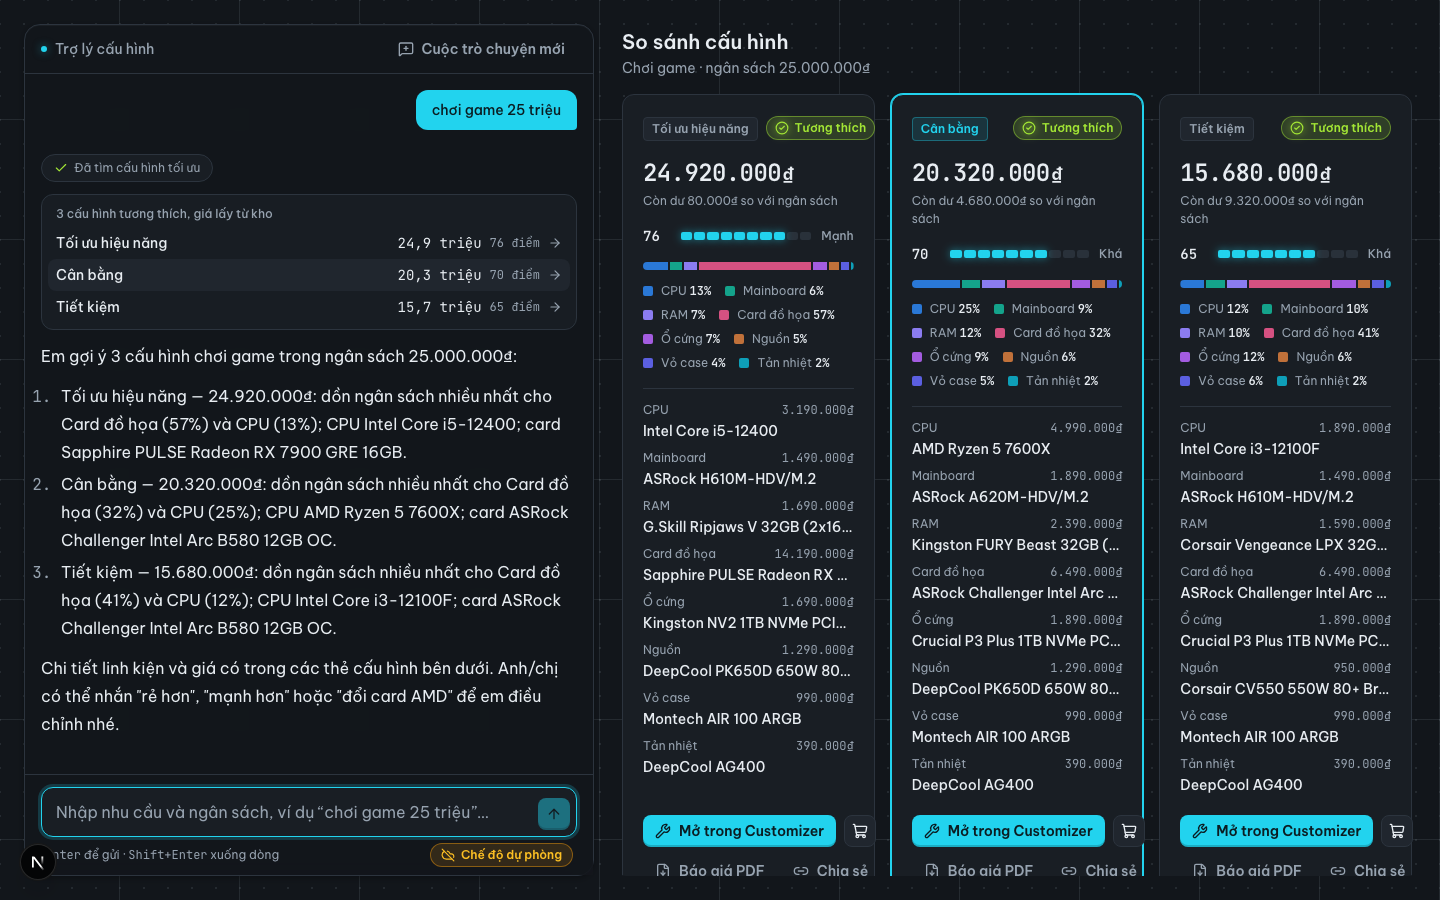 Trợ lý cấu hình
Cuộc trò chuyện mới
chơi game 25 triệu
Đã tìm cấu hình tối ưu
3 cấu hình tương thích, giá lấy từ kho
Tối ưu hiệu năng 24,9 triệu 76 điểm
Cân bằng 20,3 triệu 70 điểm
Tiết kiệm 15,7 triệu 65 điểm
Em gợi ý 3 cấu hình chơi game trong ngân sách 25.000.000₫:
1. Tối ưu hiệu năng — 24.920.000₫: dồn ngân sách nhiều nhất cho
Card đồ họa (57%) và CPU (13%); CPU Intel Core i5-12400; card
Sapphire PULSE Radeon RX 7900 GRE 16GB.
2. Cân bằng — 20.320.000₫: dồn ngân sách nhiều nhất cho Card đồ
họa (32%) và CPU (25%); CPU AMD Ryzen 5 7600X; card ASRock
Challenger Intel Arc B580 12GB OC.
3. Tiết kiệm — 15.680.000₫: dồn ngân sách nhiều nhất cho Card đồ
họa (41%) và CPU (12%); CPU Intel Core i3-12100F; card ASRock
Challenger Intel Arc B580 12GB OC.
Chi tiết linh kiện và giá có trong các thẻ cấu hình bên dưới. Anh/chị
có thể nhắn "rẻ hơn", "mạnh hơn" hoặc "đổi card AMD" để em điều
chỉnh nhé.
Nhập nhu cầu và ngân sách, ví dụ “chơi game 25 triệu”...
N
nter để gửi · Shift+Enter xuống dòng
Chế độ dự phòng
So sánh cấu hình
Chơi game · ngân sách 25.000.000₫
Tối ưu hiệu năng
Tương thích
24.920.000₫
Còn dư 80.000₫ so với ngân sách
76 Mạnh
CPU 13% Mainboard 6%
RAM 7% Card đồ họa 57%
Ổ cứng 7% Nguồn 5%
Vỏ case 4% Tản nhiệt 2%
CPU 3.190.000₫
Intel Core i5-12400
Mainboard 1.490.000₫
ASRock H610M-HDV/M.2
RAM 1.690.000₫
G.Skill Ripjaws V 32GB (2x16...
Card đồ họa 14.190.000₫
Sapphire PULSE Radeon RX ...
Ổ cứng 1.690.000₫
Kingston NV2 1TB NVMe PCI...
Nguồn 1.290.000₫
DeepCool PK650D 650W 80...
Vỏ case 990.000₫
Montech AIR 100 ARGB
Tản nhiệt 390.000₫
DeepCool AG400
Mở trong Customizer
Báo giá PDF
Chia sẻ
Cân bằng
Tương thích
20.320.000₫
Còn dư 4.680.000₫ so với ngân
sách
70 Khá
CPU 25% Mainboard 9%
RAM 12% Card đồ họa 32%
Ổ cứng 9% Nguồn 6%
Vỏ case 5% Tản nhiệt 2%
CPU 4.990.000₫
AMD Ryzen 5 7600X
Mainboard 1.890.000₫
ASRock A620M-HDV/M.2
RAM 2.390.000₫
Kingston FURY Beast 32GB (...
Card đồ họa 6.490.000₫
ASRock Challenger Intel Arc ...
Ổ cứng 1.890.000₫
Crucial P3 Plus 1TB NVMe PC...
Nguồn 1.290.000₫
DeepCool PK650D 650W 80...
Vỏ case 990.000₫
Montech AIR 100 ARGB
Tản nhiệt 390.000₫
DeepCool AG400
Mở trong Customizer
Báo giá PDF
Chia sẻ
Tiết kiệm
Tương thích
15.680.000₫
Còn dư 9.320.000₫ so với ngân
sách
65 Khá
CPU 12% Mainboard 10%
RAM 10% Card đồ họa 41%
Ổ cứng 12% Nguồn 6%
Vỏ case 6% Tản nhiệt 2%
CPU 1.890.000₫
Intel Core i3-12100F
Mainboard 1.490.000₫
ASRock H610M-HDV/M.2
RAM 1.590.000₫
Corsair Vengeance LPX 32G...
Card đồ họa 6.490.000₫
ASRock Challenger Intel Arc ...
Ổ cứng 1.890.000₫
Crucial P3 Plus 1TB NVMe PC...
Nguồn 950.000₫
Corsair CV550 550W 80+ Br...
Vỏ case 990.000₫
Montech AIR 100 ARGB
Tản nhiệt 390.000₫
DeepCool AG400
Mở trong Customizer
Báo giá PDF
Chia sẻ